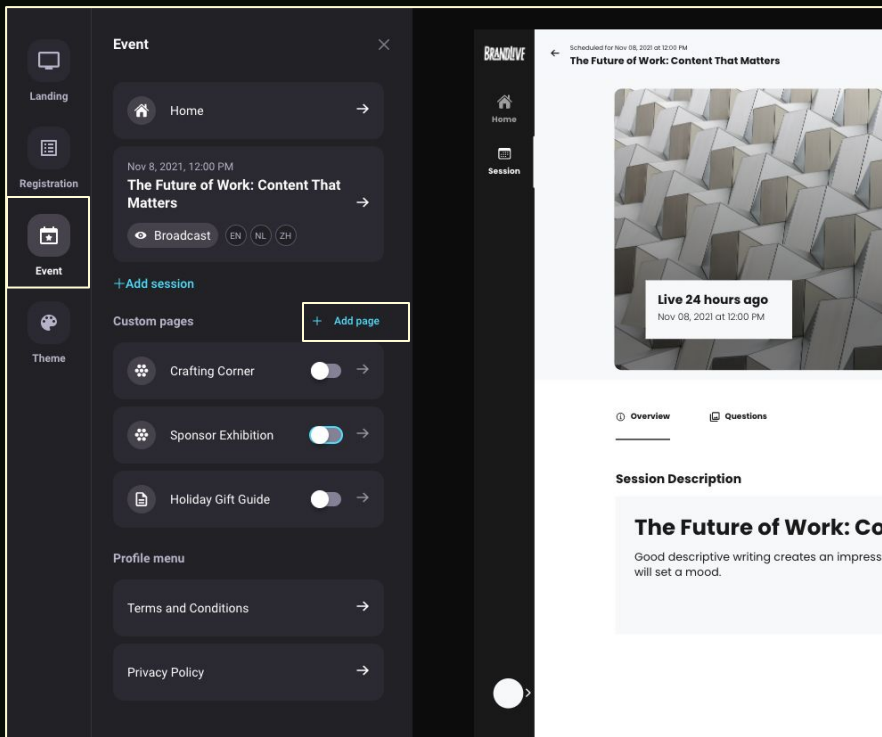 Landing
Registration
Event
Theme
Event
Home
Nov 8, 2021, 12:00 PM
The Future of Work: Content That
Matters
Broadcast EN NL ZH
+Add session
Custom pages + Add page
Crafting Corner
Sponsor Exhibition
Holiday Gift Guide
Profile menu
Terms and Conditions
Privacy Policy
BRANDLIVE
Home
Session
Scheduled for Nov 08, 2021 at 12:00 PM
The Future of Work: Content That Matters
Live 24 hours ago
Nov 08, 2021 at 12:00 PM
Overview Questions
Session Description
The Future of Work: Co
Good descriptive writing creates an impress
will set a mood.